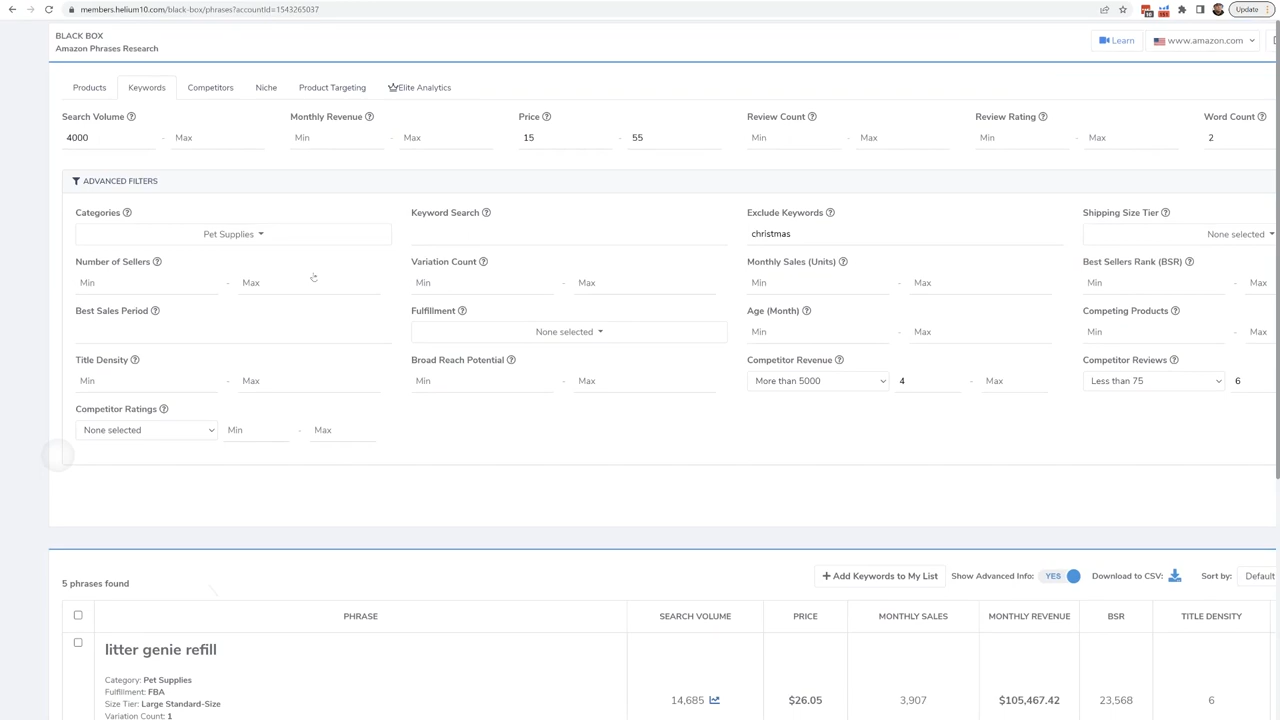 members.helium10.com/black-box/phrases?accountId=1543265037
Update
BLACK BOX
Amazon Phrases Research
Learn
www.amazon.com
Products
Keywords
Competitors
Niche
Product Targeting
Elite Analytics
Search Volume
Monthly Revenue
Price
Review Count
Review Rating
Word Count
4000 - Max
Min - Max
15 - 55
Min - Max
Min - Max
2
ADVANCED FILTERS
Categories
Keyword Search
Exclude Keywords
Shipping Size Tier
Pet Supplies
christmas
None selected
Number of Sellers
Variation Count
Monthly Sales (Units)
Best Sellers Rank (BSR)
Min - Max
Min - Max
Min - Max
Min - Max
Best Sales Period
Fulfillment
Age (Month)
Competing Products
None selected
Min - Max
Min - Max
Title Density
Broad Reach Potential
Competitor Revenue
Competitor Reviews
Min - Max
Min - Max
More than 5000
4 - Max
Less than 75
6
Competitor Ratings
None selected
Min - Max
5 phrases found
+ Add Keywords to My List
Show Advanced Info:
YES
Download to CSV:
Sort by:
Default
PHRASE
SEARCH VOLUME
PRICE
MONTHLY SALES
MONTHLY REVENUE
BSR
TITLE DENSITY
litter genie refill
Category: Pet Supplies
Fulfillment: FBA
Size Tier: Large Standard-Size
Variation Count: 1
14,685
$26.05
3,907
$105,467.42
23,568
6